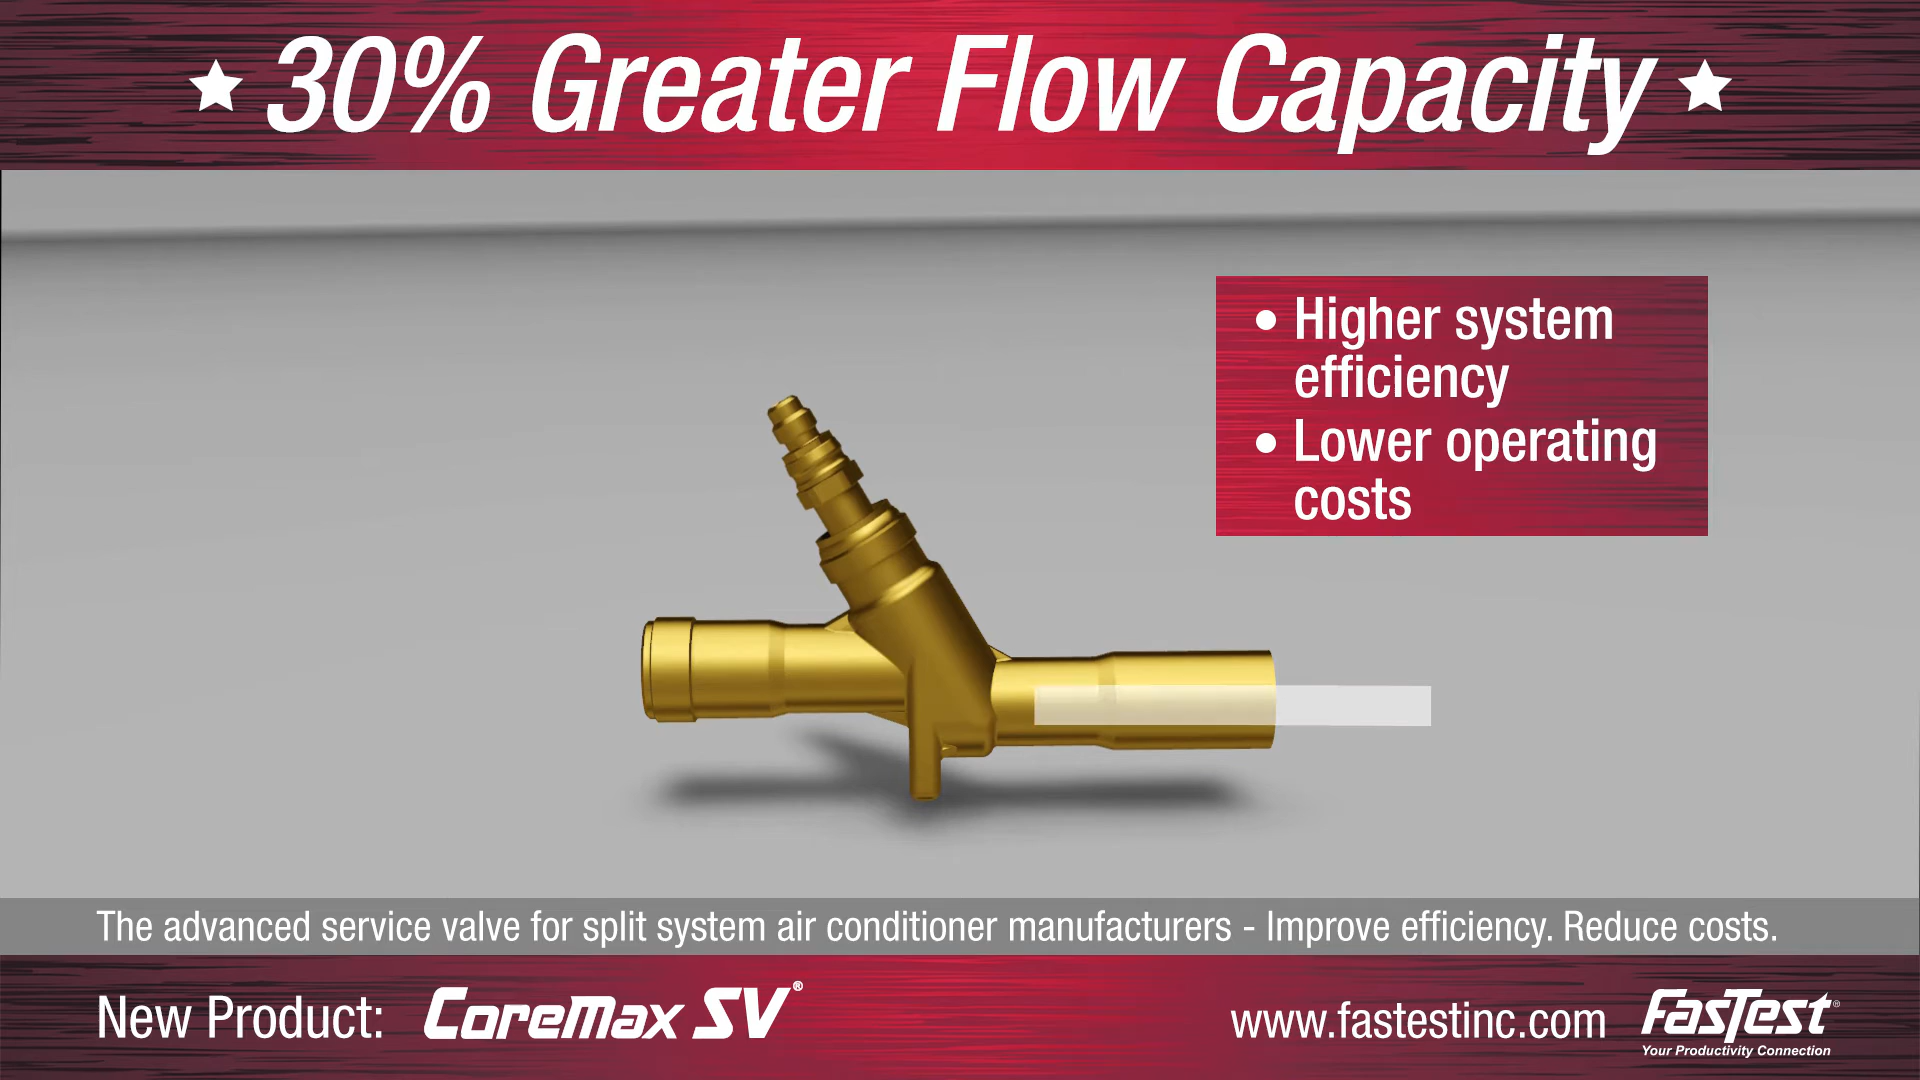 30% Greater Flow Capacity
• Higher system
efficiency
• Lower operating
costs
The advanced service valve for split system air conditioner manufacturers - Improve efficiency. Reduce costs.
New Product: CoreMax SV®
www.fastestinc.com
FasTest®
Your Productivity Connection